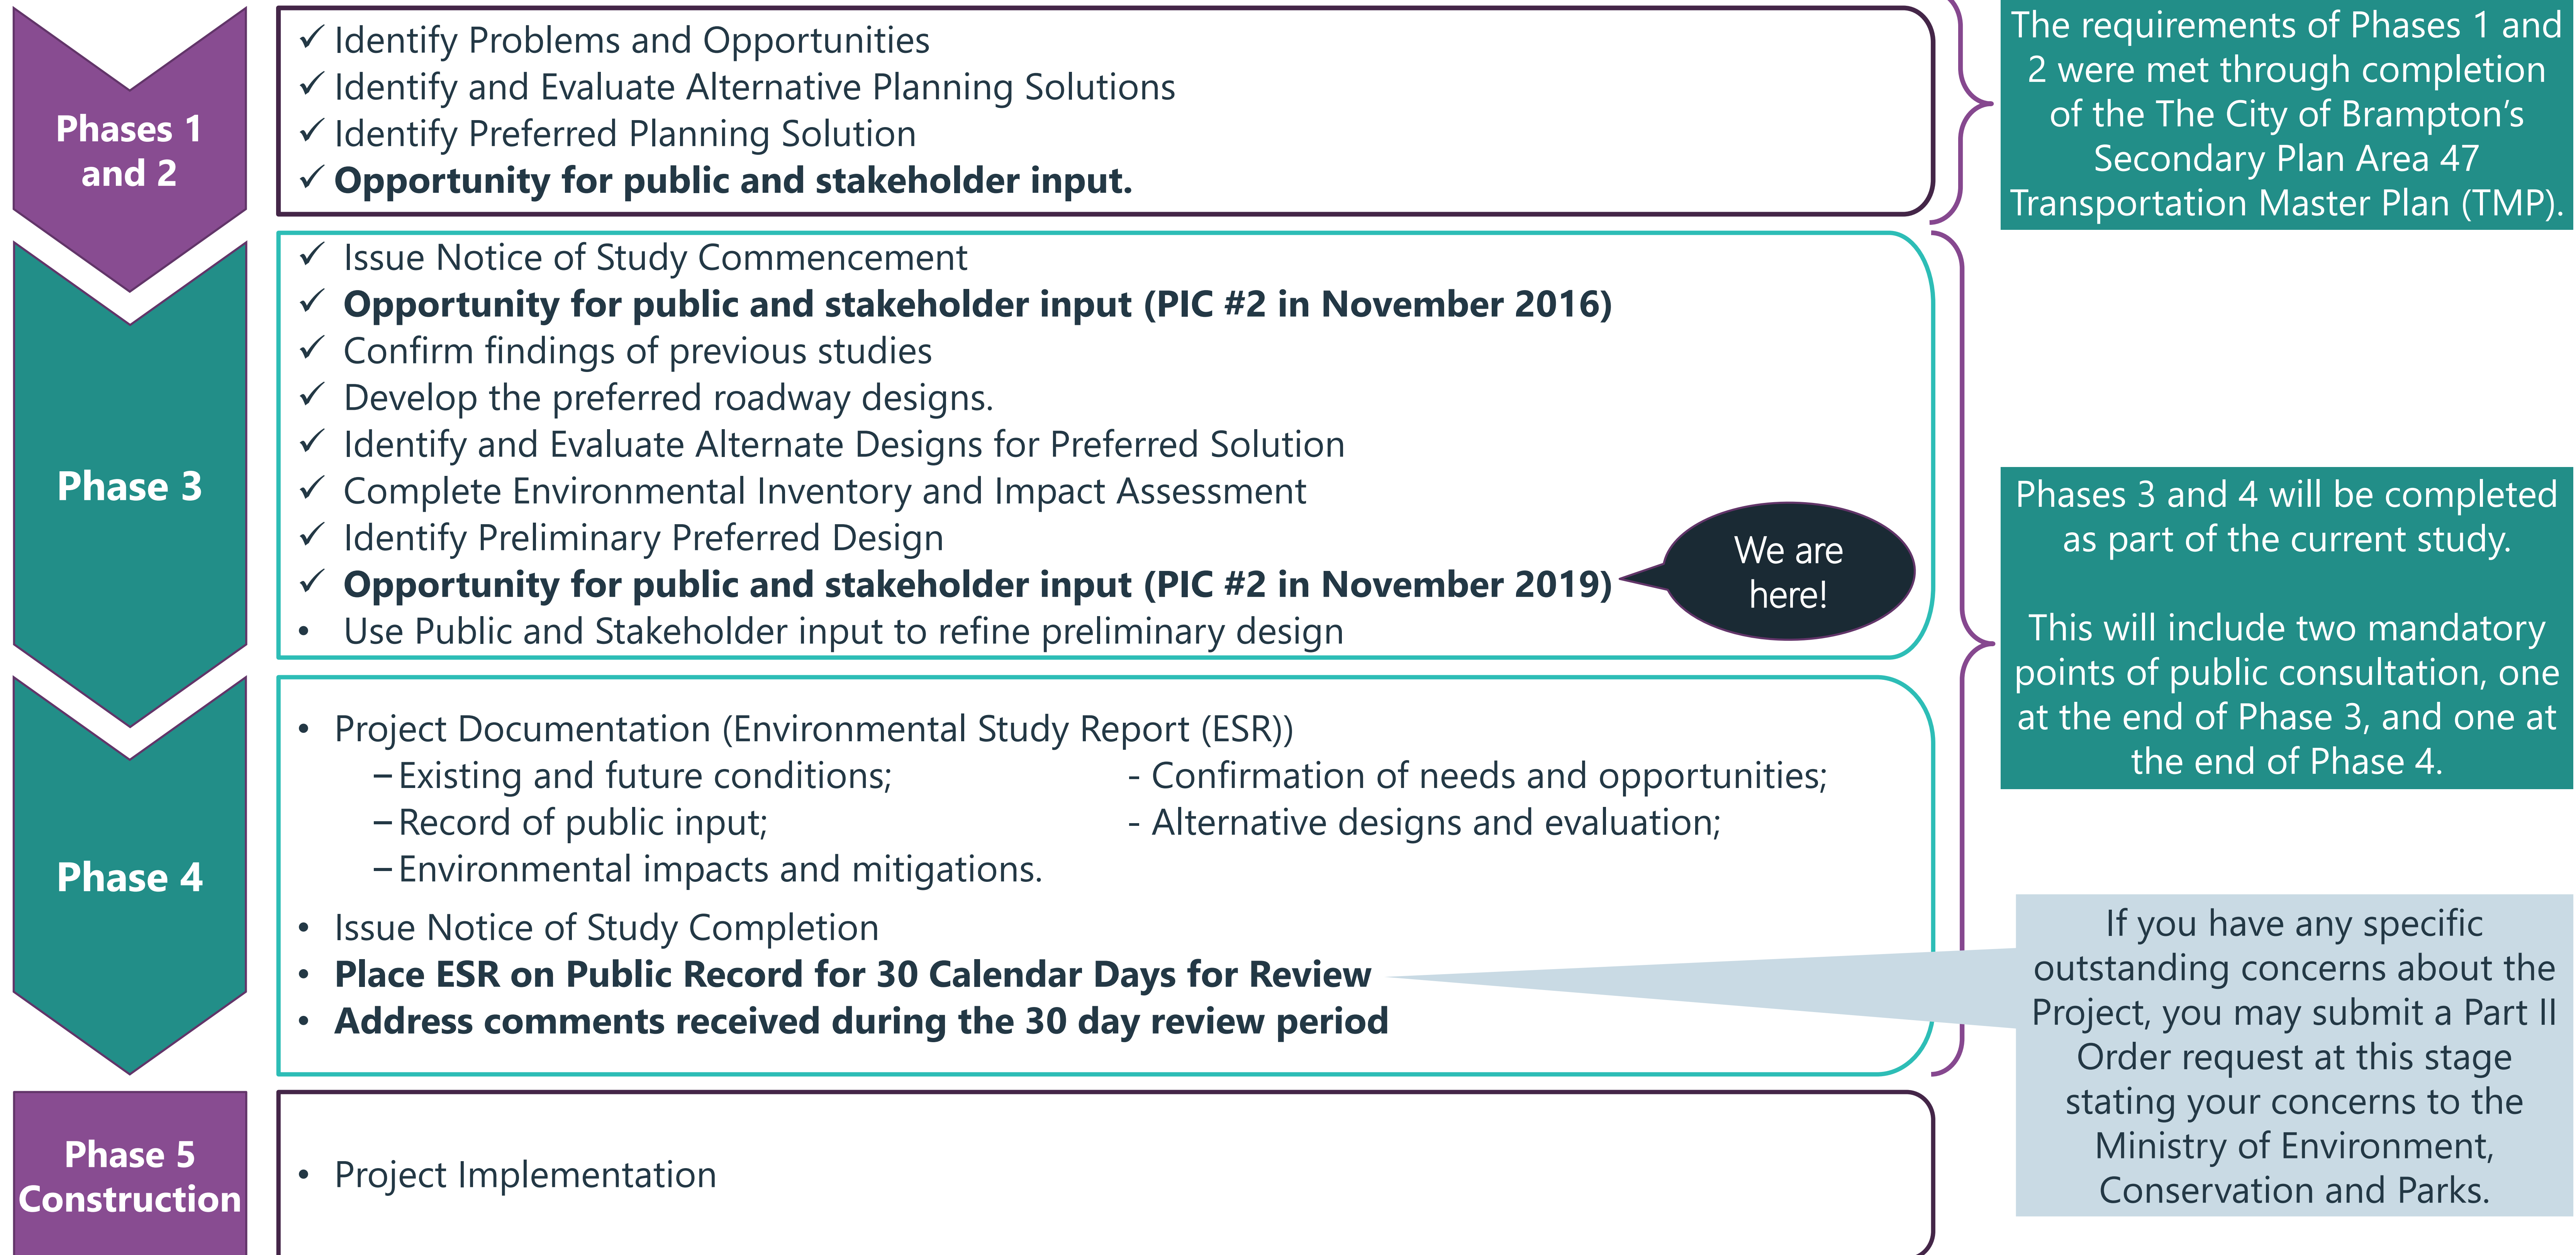 Phases 1
and 2
✓ Identify Problems and Opportunities
✓ Identify and Evaluate Alternative Planning Solutions
✓ Identify Preferred Planning Solution
✓ Opportunity for public and stakeholder input.
The requirements of Phases 1 and
2 were met through completion
of the The City of Brampton’s
Secondary Plan Area 47
Transportation Master Plan (TMP).
Phase 3
✓ Issue Notice of Study Commencement
✓ Opportunity for public and stakeholder input (PIC #2 in November 2016)
✓ Confirm findings of previous studies
✓ Develop the preferred roadway designs.
✓ Identify and Evaluate Alternate Designs for Preferred Solution
✓ Complete Environmental Inventory and Impact Assessment
✓ Identify Preliminary Preferred Design
✓ Opportunity for public and stakeholder input (PIC #2 in November 2019)
• Use Public and Stakeholder input to refine preliminary design
We are
here!
Phases 3 and 4 will be completed
as part of the current study.
This will include two mandatory
points of public consultation, one
at the end of Phase 3, and one at
the end of Phase 4.
Phase 4
• Project Documentation (Environmental Study Report (ESR))
– Existing and future conditions; - Confirmation of needs and opportunities;
– Record of public input; - Alternative designs and evaluation;
– Environmental impacts and mitigations.
• Issue Notice of Study Completion
• Place ESR on Public Record for 30 Calendar Days for Review
• Address comments received during the 30 day review period
If you have any specific
outstanding concerns about the
Project, you may submit a Part II
Order request at this stage
stating your concerns to the
Ministry of Environment,
Conservation and Parks.
Phase 5
Construction
• Project Implementation